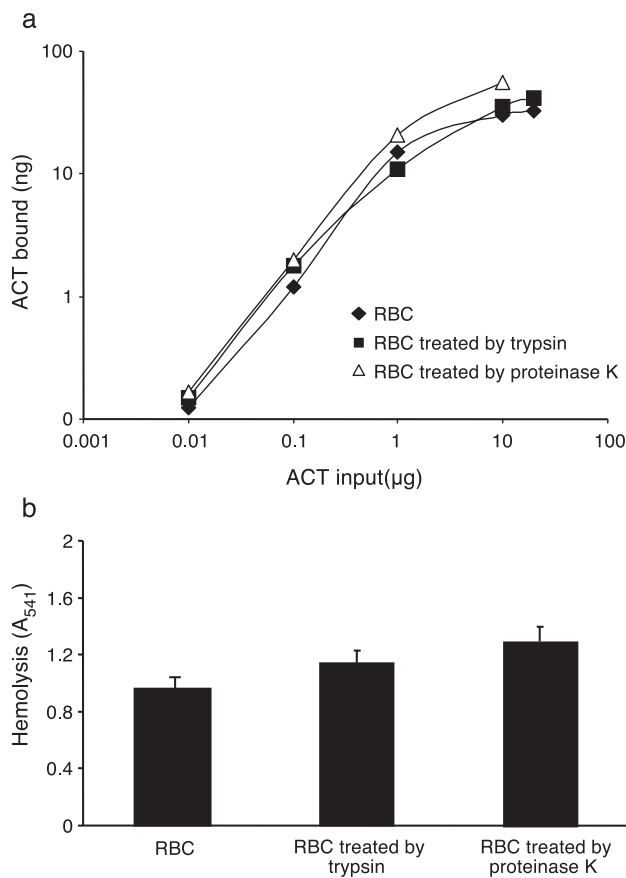 a
100
10
1
0
ACT bound (ng)
RBC
RBC treated by trypsin
RBC treated by proteinase K
0.001 0.01 0.1 1 10 100
ACT input(µg)
b
2
1.6
1.2
0.8
0.4
0
Hemolysis (A541)
RBC
RBC treated by
trypsin
RBC treated by
proteinase K